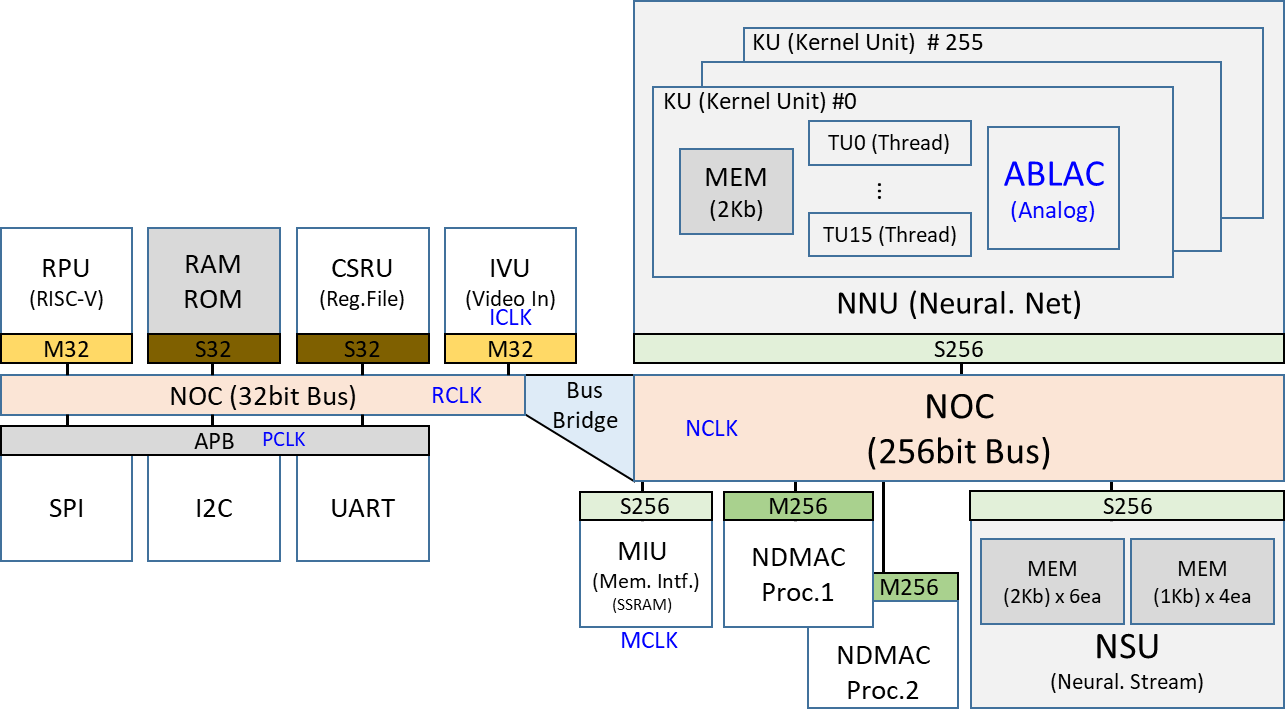 KU (Kernel Unit) # 255
KU (Kernel Unit) #0
MEM
(2Kb)
TU0 (Thread)
...
TU15 (Thread)
ABLAC
(Analog)
NNU (Neural. Net)
S256
RPU
(RISC-V)
M32
RAM
ROM
S32
CSRU
(Reg.File)
S32
IVU
(Video In)
ICLK
M32
NOC (32bit Bus)
RCLK
Bus
Bridge
NCLK
NOC
(256bit Bus)
APB
PCLK
SPI
I2C
UART
S256
MIU
(Mem. Intf.)
(SSRAM)
MCLK
M256
NDMAC
Proc.1
M256
NDMAC
Proc.2
S256
MEM
(2Kb) x 6ea
MEM
(1Kb) x 4ea
NSU
(Neural. Stream)